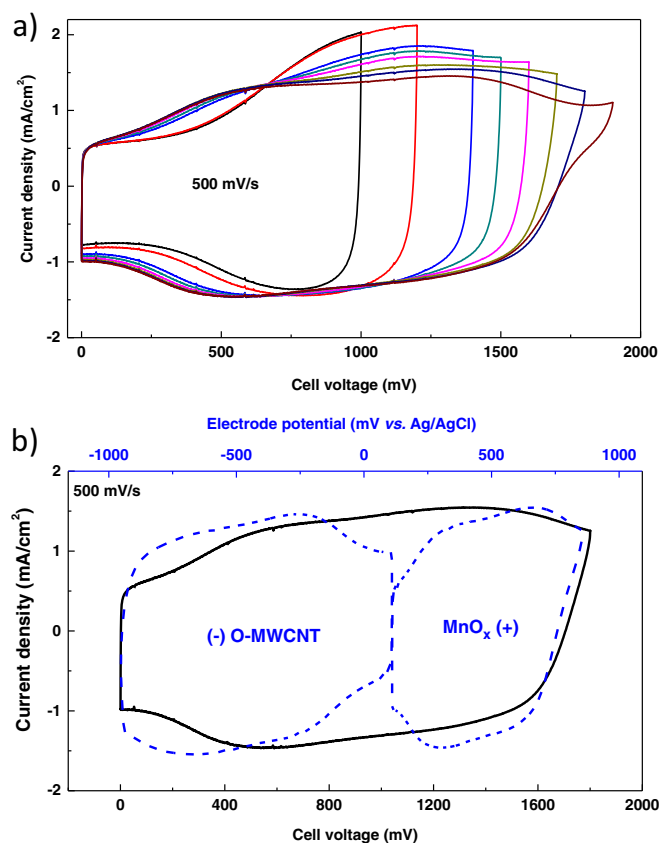 a)
2
1
0
-1
-2
Current density (mA/cm²)
500 mV/s
0 500 1000 1500 2000
Cell voltage (mV)
b)
Electrode potential (mV vs. Ag/AgCl)
-1000 -500 0 500 1000
2
1
0
-1
-2
Current density (mA/cm²)
500 mV/s
(-) O-MWCNT
MnOₓ (+)
0 400 800 1200 1600 2000
Cell voltage (mV)